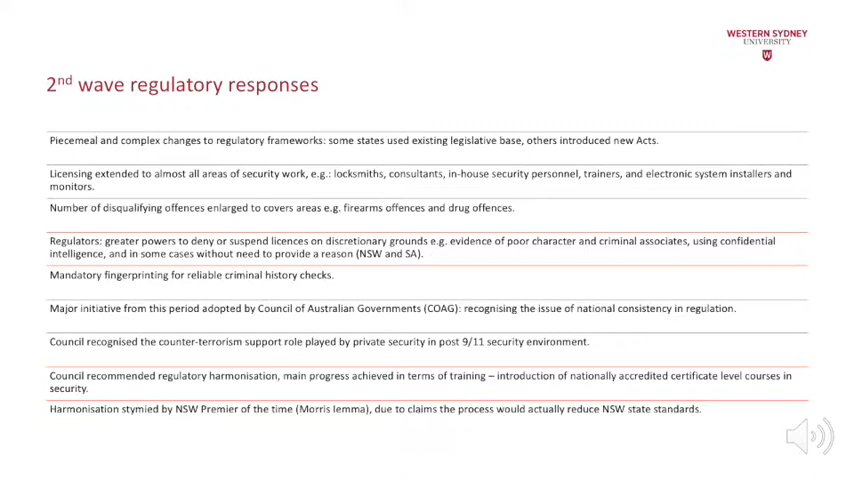 WESTERN SYDNEY
UNIVERSITY
W
2nd wave regulatory responses
Piecemeal and complex changes to regulatory frameworks: some states used existing legislative base, others introduced new Acts.
Licensing extended to almost all areas of security work, e.g.: locksmiths, consultants, in-house security personnel, trainers, and electronic system installers and
monitors.
Number of disqualifying offences enlarged to covers areas e.g. firearms offences and drug offences.
Regulators: greater powers to deny or suspend licences on discretionary grounds e.g. evidence of poor character and criminal associates, using confidential
intelligence, and in some cases without need to provide a reason (NSW and SA).
Mandatory fingerprinting for reliable criminal history checks.
Major initiative from this period adopted by Council of Australian Governments (COAG): recognising the issue of national consistency in regulation.
Council recognised the counter-terrorism support role played by private security in post 9/11 security environment.
Council recommended regulatory harmonisation, main progress achieved in terms of training – introduction of nationally accredited certificate level courses in
security.
Harmonisation stymied by NSW Premier of the time (Morris Iemma), due to claims the process would actually reduce NSW state standards.